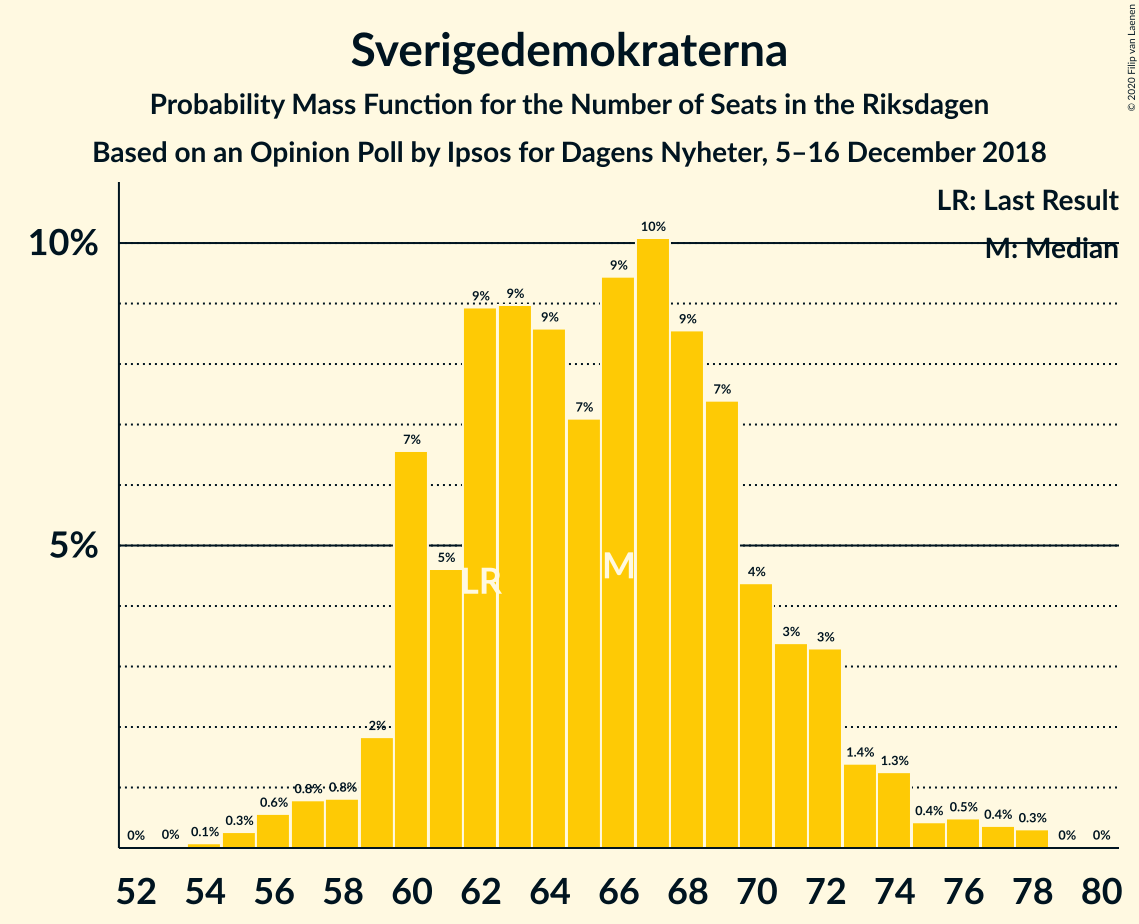 Sverigedemokraterna
Probability Mass Function for the Number of Seats in the Riksdagen
Based on an Opinion Poll by Ipsos for Dagens Nyheter, 5–16 December 2018
© 2020 Filip van Laenen
LR: Last Result
M: Median
10%
5%
0% 0% 0.1% 0.3% 0.6% 0.8% 0.8% 2% 7% 5% 9% 9% 9% 7% 9% 10% 9% 7% 4% 3% 3% 1.4% 1.3% 0.4% 0.5% 0.4% 0.3% 0% 0%
LR M
52 54 56 58 60 62 64 66 68 70 72 74 76 78 80